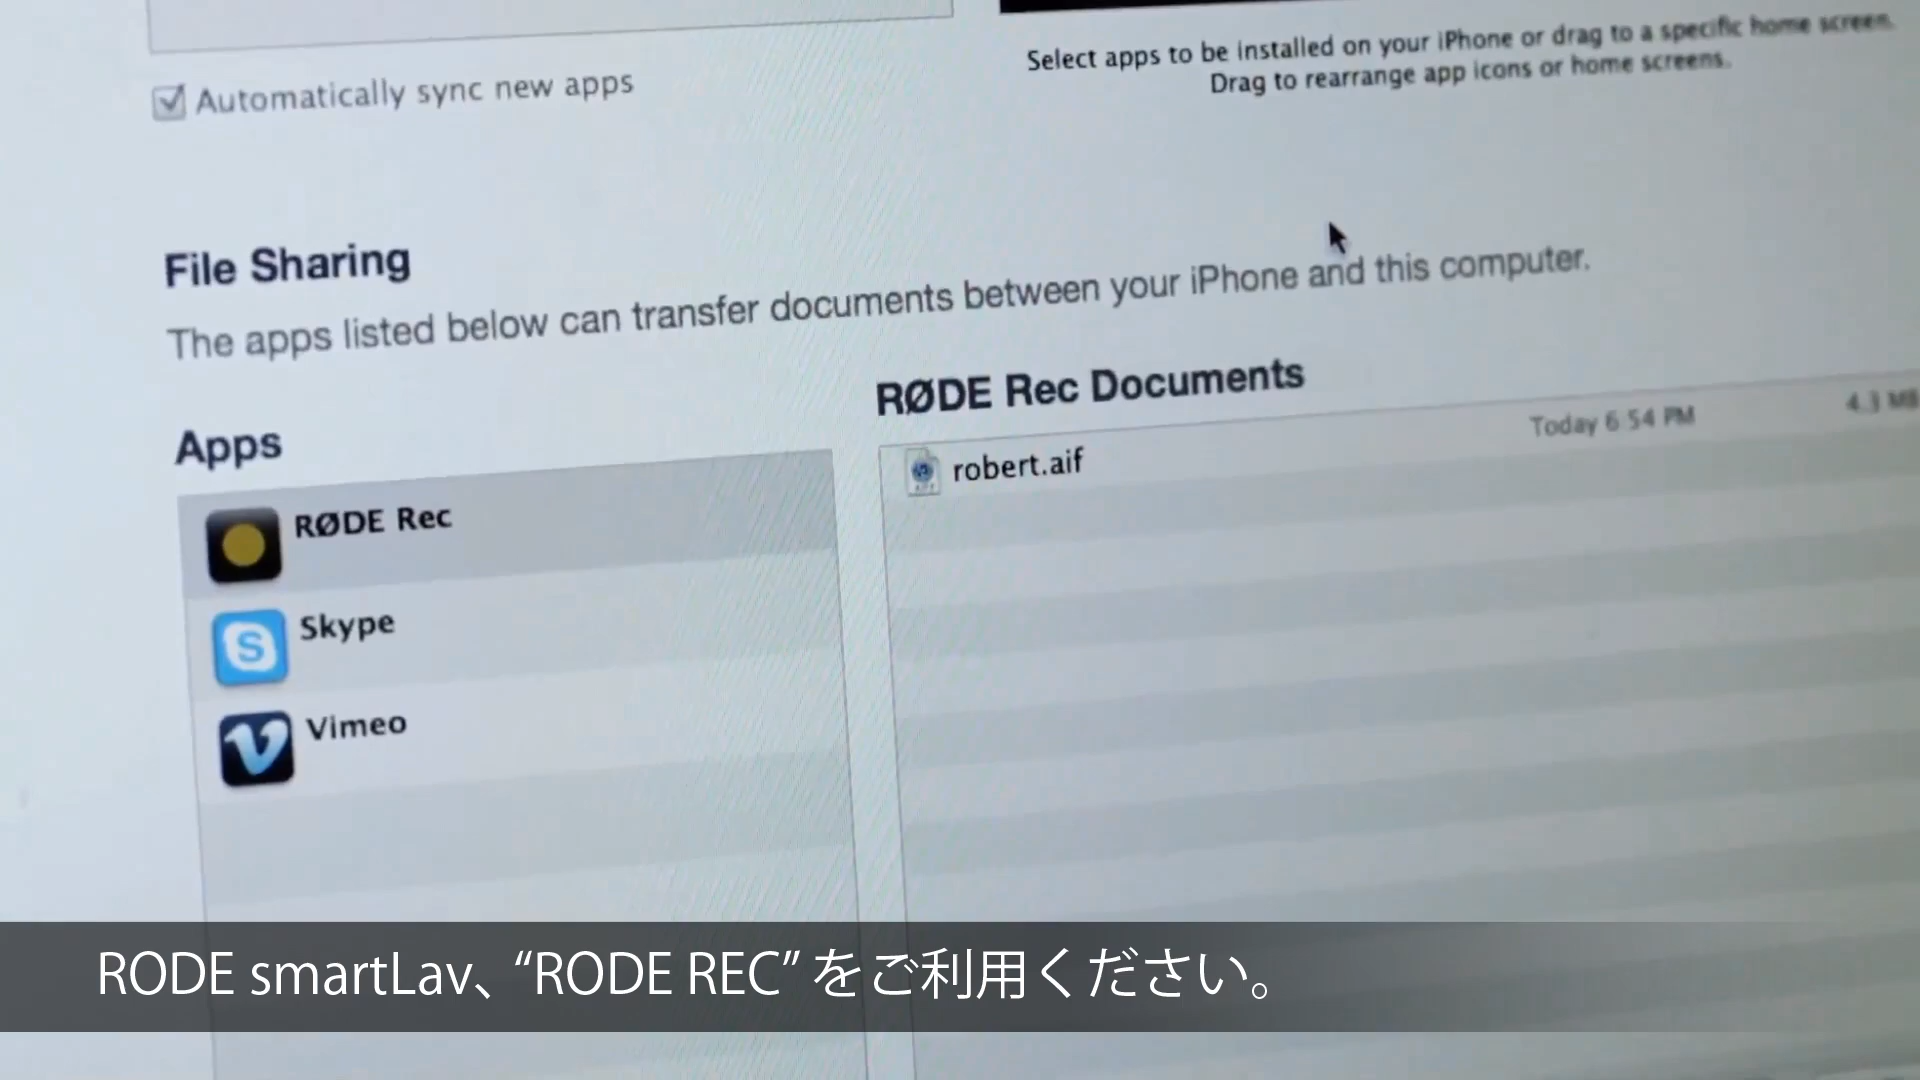 Automatically sync new apps
Select apps to be installed on your iPhone or drag to a specific home screen.
Drag to rearrange app icons or home screens.
File Sharing
The apps listed below can transfer documents between your iPhone and this computer.
Apps
RØDE Rec
Skype
Vimeo
RØDE Rec Documents
robert.aif
Today 6:54 PM
4.3 MB
RODE smartLav、“RODE REC”をご利用ください。